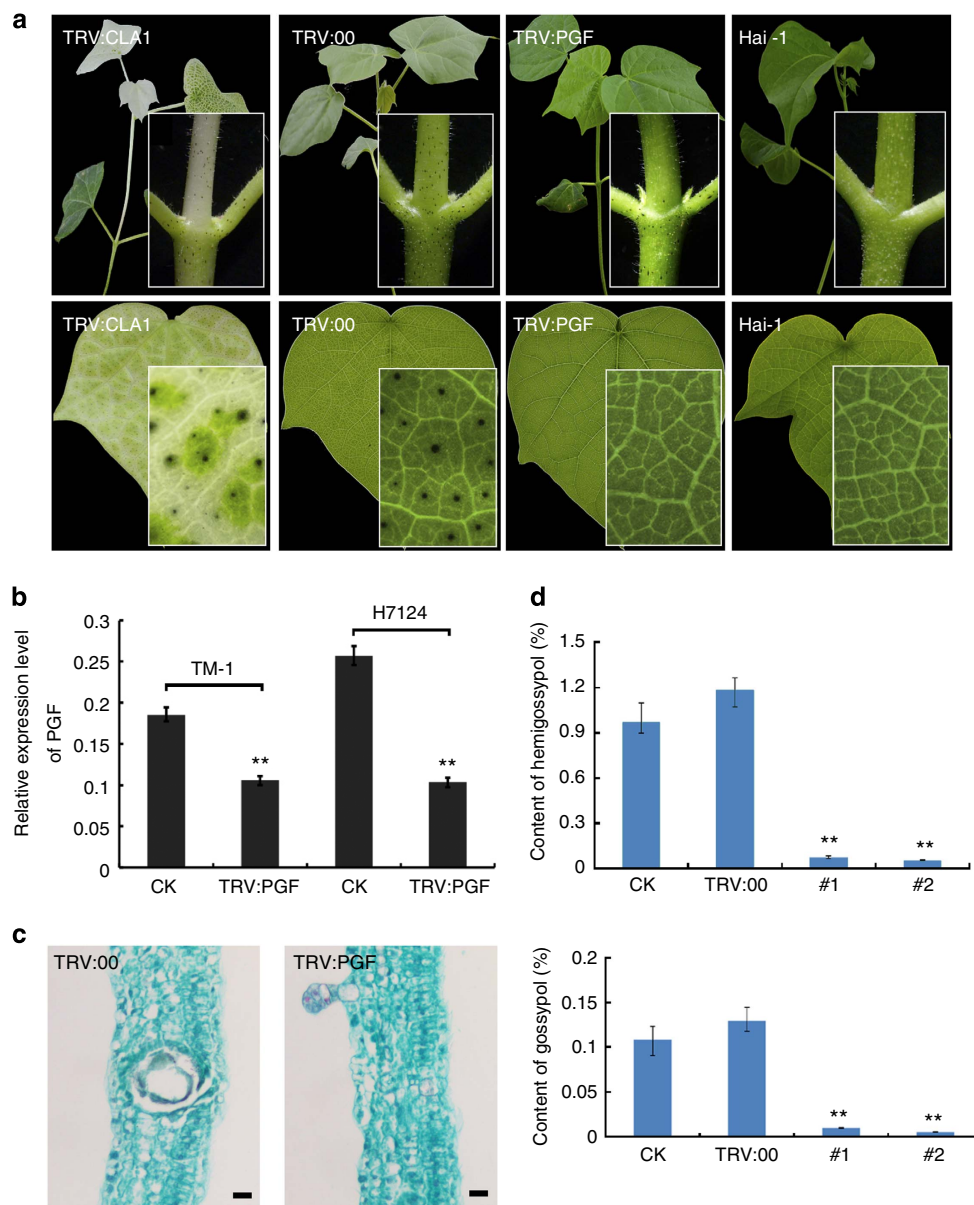 a
TRV:CLA1
TRV:00
TRV:PGF
Hai -1
TRV:CLA1
TRV:00
TRV:PGF
Hai-1
b
Relative expression level
of PGF
0.3
0.25
0.2
0.15
0.1
0.05
0
TM-1
H7124
**
**
CK
TRV:PGF
CK
TRV:PGF
c
TRV:00
TRV:PGF
d
Content of hemigossypol (%)
1.5
1.2
0.9
0.6
0.3
0
**
**
CK
TRV:00
#1
#2
Content of gossypol (%)
0.2
0.15
0.1
0.05
0
**
**
CK
TRV:00
#1
#2